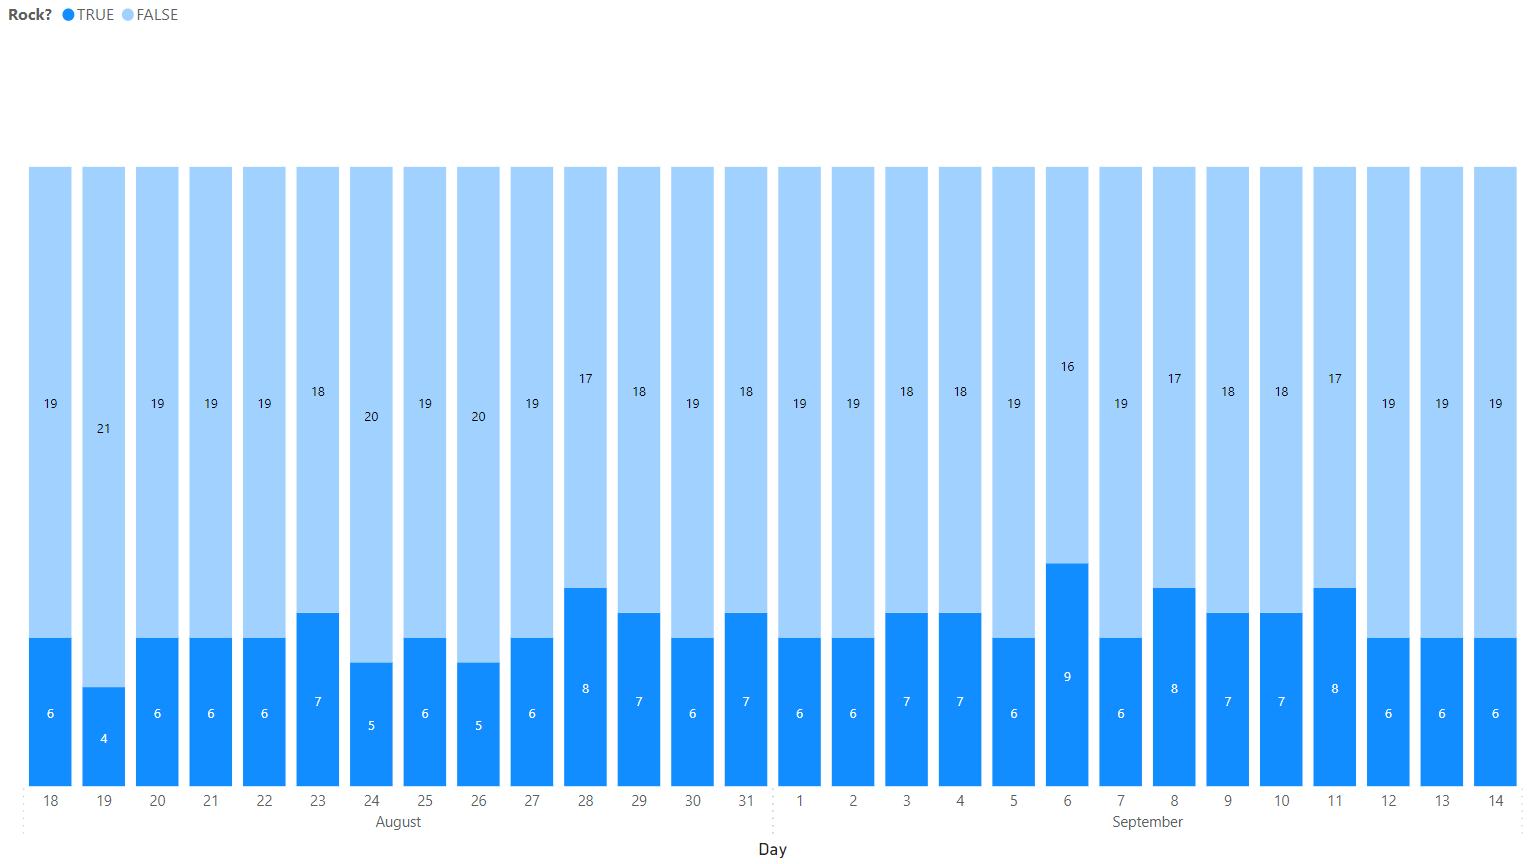 Rock? TRUE FALSE
16
17 17 17
18 18 18 18 18 18 18
19 19 19 19 19 19 19 19 19 19 19 19 19 19 19
20 20
21
9
8 8 8
7 7 7 7 7 7 7
6 6 6 6 6 6 6 6 6 6 6 6 6 6
5 5
4
18 19 20 21 22 23 24 25 26 27 28 29 30 31 1 2 3 4 5 6 7 8 9 10 11 12 13 14
August September
Day